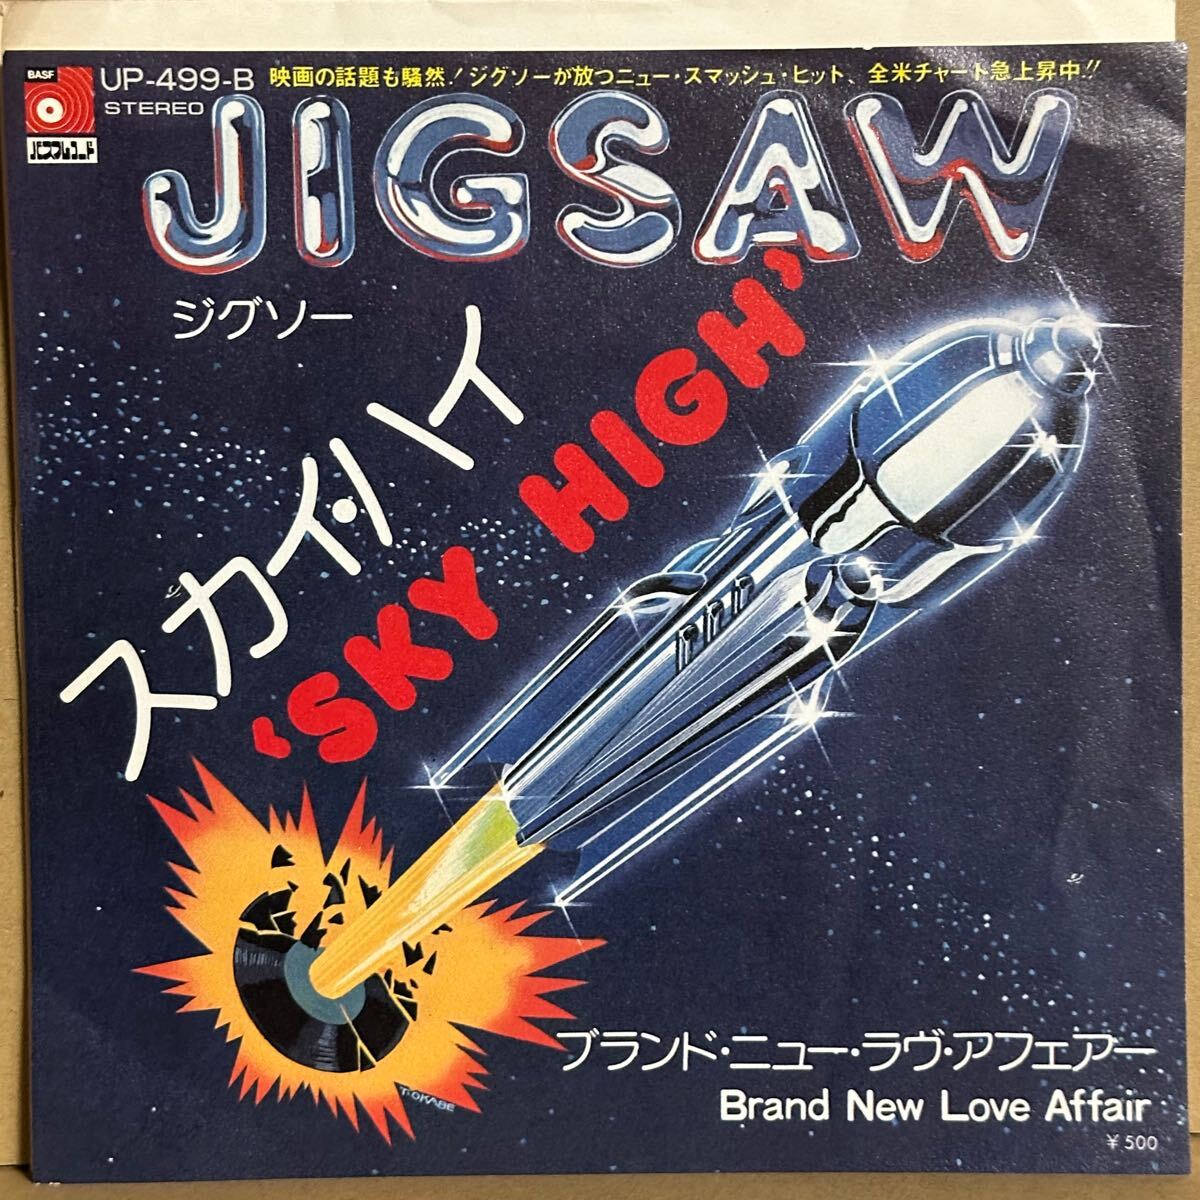 BASF
UP-499-B
STEREO
映画の話題も騒然!ジグソーが放つニュー・スマッシュ・ヒット、全米チャート急上昇中!!
バスフレコード
JIGSAW
ジグソー
スカイ・ハイ
'SKY HIGH'
T・OKABE
ブランド・ニュー・ラヴ・アフェアー
Brand New Love Affair
¥500